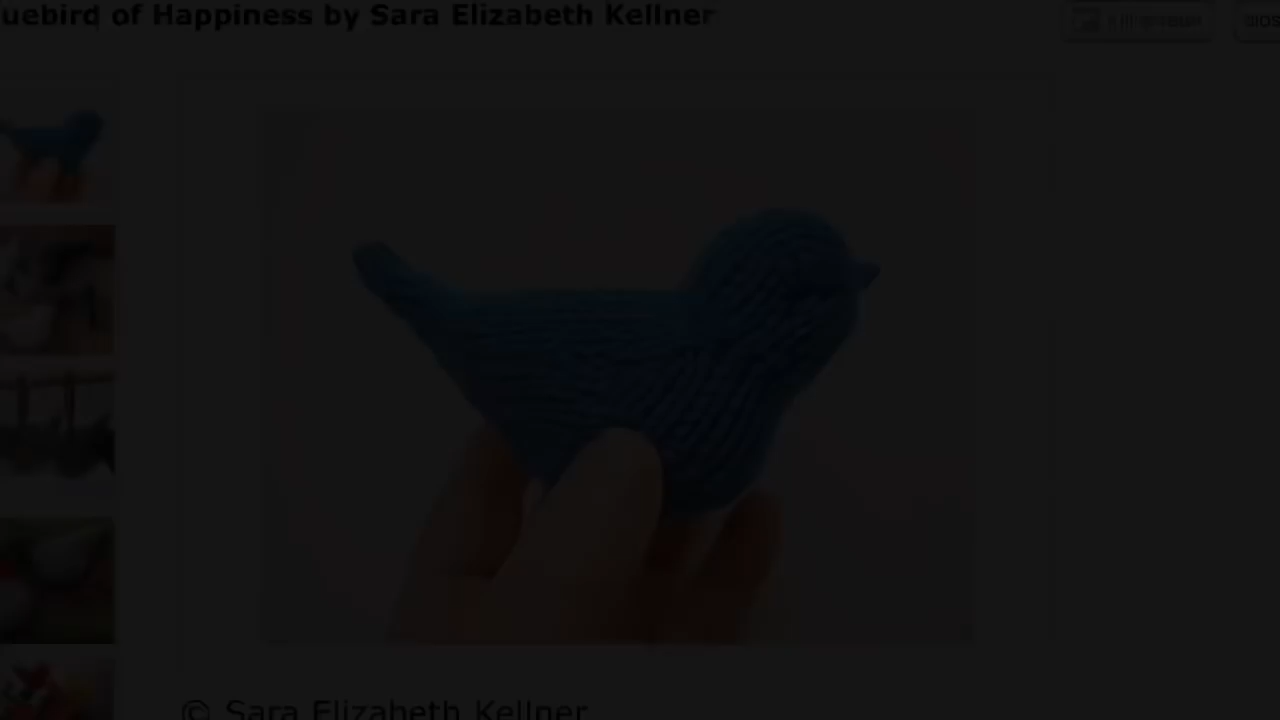 uebird of Happiness by Sara Elizabeth Kellner
© Sara Elizabeth Kellner